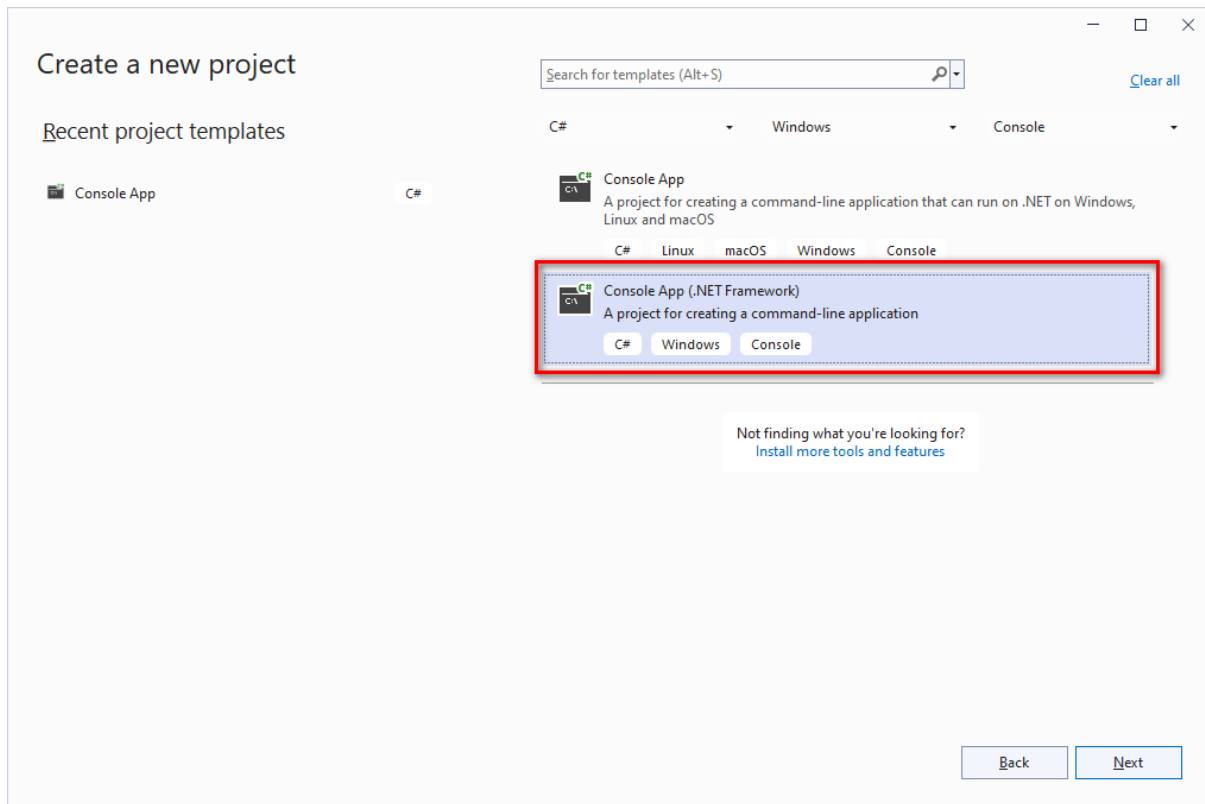 Create a new project
Search for templates (Alt+S)
Clear all
Recent project templates
C# Windows Console
Console App C#
C#
C:\
Console App
A project for creating a command-line application that can run on .NET on Windows,
Linux and macOS
C# Linux macOS Windows Console
C#
C:\
Console App (.NET Framework)
A project for creating a command-line application
C# Windows Console
Not finding what you're looking for?
Install more tools and features
Back Next